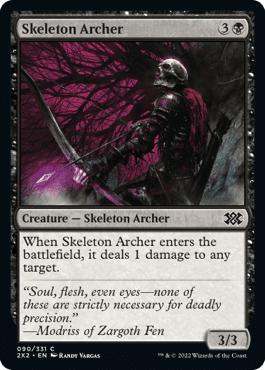 Skeleton Archer 3
Creature — Skeleton Archer
When Skeleton Archer enters the
battlefield, it deals 1 damage to any
target.
“Soul, flesh, even eyes—none of
these are strictly necessary for deadly
precision.”
—Modriss of Zargoth Fen
3/3
090/331 C
2X2 • EN RANDY VARGAS ™ & © 2022 Wizards of the Coast